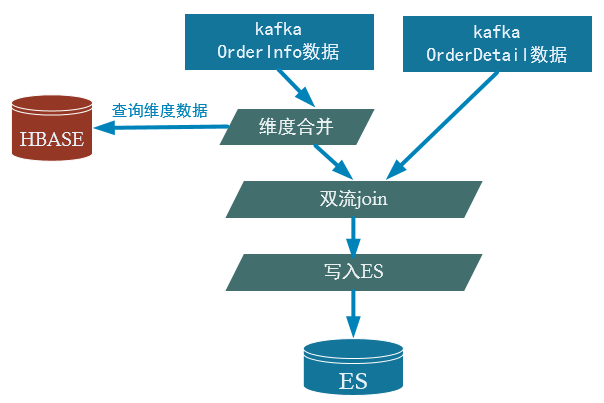 kafka
OrderInfo数据
kafka
OrderDetail数据
查询维度数据
HBASE
维度合并
双流join
写入ES
ES